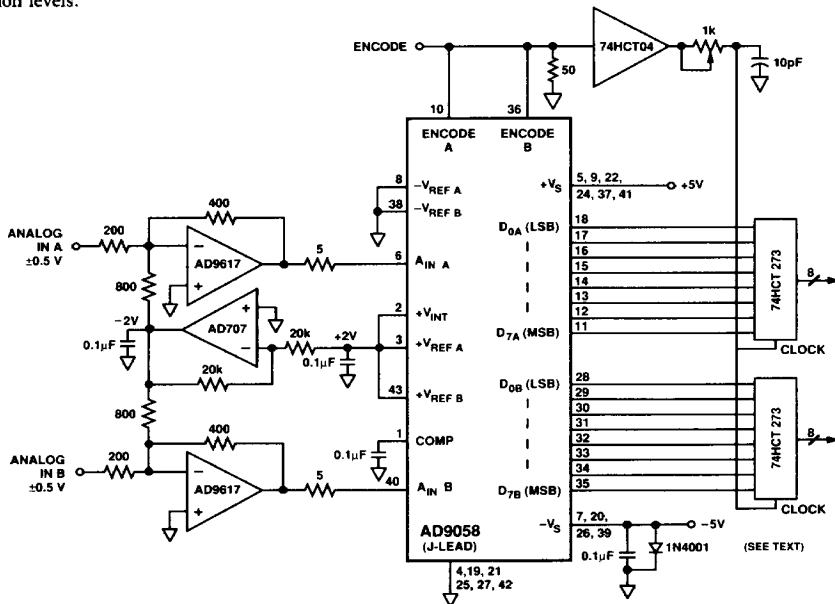 ion levels.
ENCODE
74HCT04
1k
50
10pF
10
36
ENCODE A
ENCODE B
8
-V REF A
38
-V REF B
+V S
5, 9, 22,
24, 37, 41
+5V
ANALOG
IN A
±0.5 V
200
400
AD9617
5
6
A IN A
800
-2V
0.1µF
AD707
20k
20k
+2V
0.1µF
2
+V INT
3
+V REF A
43
+V REF B
1
COMP
0.1µF
800
ANALOG
IN B
±0.5 V
200
400
AD9617
5
40
A IN B
D0A (LSB)
18
17
16
15
14
13
12
D7A (MSB)
11
74HCT 273
8
CLOCK
D0B (LSB)
28
29
30
31
32
33
34
D7B (MSB)
35
74HCT 273
8
CLOCK
AD9058
(J-LEAD)
-V S
7, 20,
26, 39
-5V
0.1µF
1N4001
(SEE TEXT)
4,19, 21
25, 27, 42